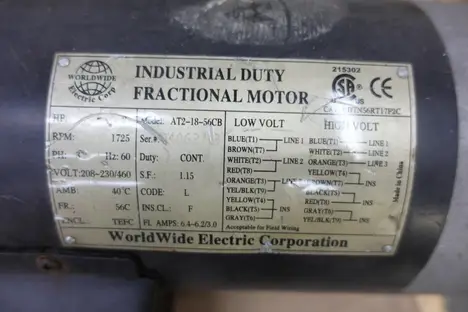 WORLDWIDE
Electric Corp
INDUSTRIAL DUTY
FRACTIONAL MOTOR
215302
HP:
Model: AT2-18-56CB
RPM: 1725
Ser.#
PH: Hz: 60
Duty: CONT.
VOLT: 208-230/460
S.F.: 1.15
AMB. 40°C
CODE: L
FR.: 56C
INS.CL: F
ENCL: TEFC
FL AMPS: 6.4-6.2/3.0
LOW VOLT
BLUE(T1) LINE 1
BROWN(T7)
WHITE(T2) LINE 2
RED(T8)
ORANGE(T3) LINE 3
YEL/BLK(T9)
YELLOW(T4)
BLACK(T5) INS
GRAY(T6)
Acceptable for Field Wiring
HIGH VOLT
BLUE(T1) LINE 1
WHITE(T2) LINE 2
ORANGE(T3) LINE 3
YELLOW(T4) INS
BROWN(T7)
BLACK(T5) INS
RED(T8)
GRAY(T6) INS
YEL/BLK(T9)
Made in China
WorldWide Electric Corporation